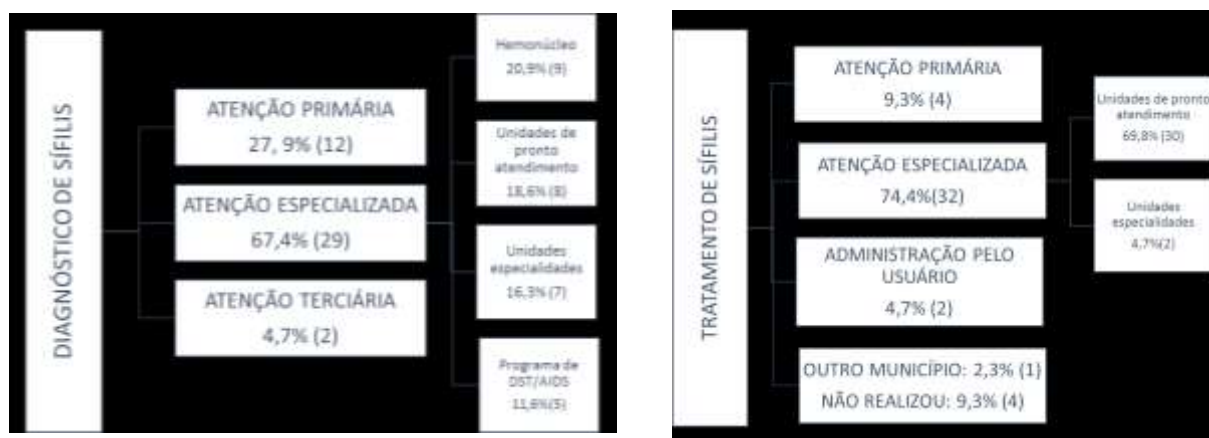 DIAGNÓSTICO DE SÍFILIS
ATENÇÃO PRIMÁRIA
27, 9% (12)
ATENÇÃO ESPECIALIZADA
67,4% (29)
ATENÇÃO TERCIÁRIA
4,7% (2)
Hemonúcleo
20,9% (9)
Unidades de
pronto
atendimento
18,6% (8)
Unidades
especialidades
16,3% (7)
Programa de
DST/AIDS
11,6%(5)
TRATAMENTO DE SÍFILIS
ATENÇÃO PRIMÁRIA
9,3% (4)
ATENÇÃO ESPECIALIZADA
74,4%(32)
ADMINISTRAÇÃO PELO
USUÁRIO
4,7% (2)
OUTRO MUNICÍPIO: 2,3% (1)
NÃO REALIZOU: 9,3% (4)
Unidades de pronto
atendimento
69,8% (30)
Unidades
especialidades
4,7%(2)